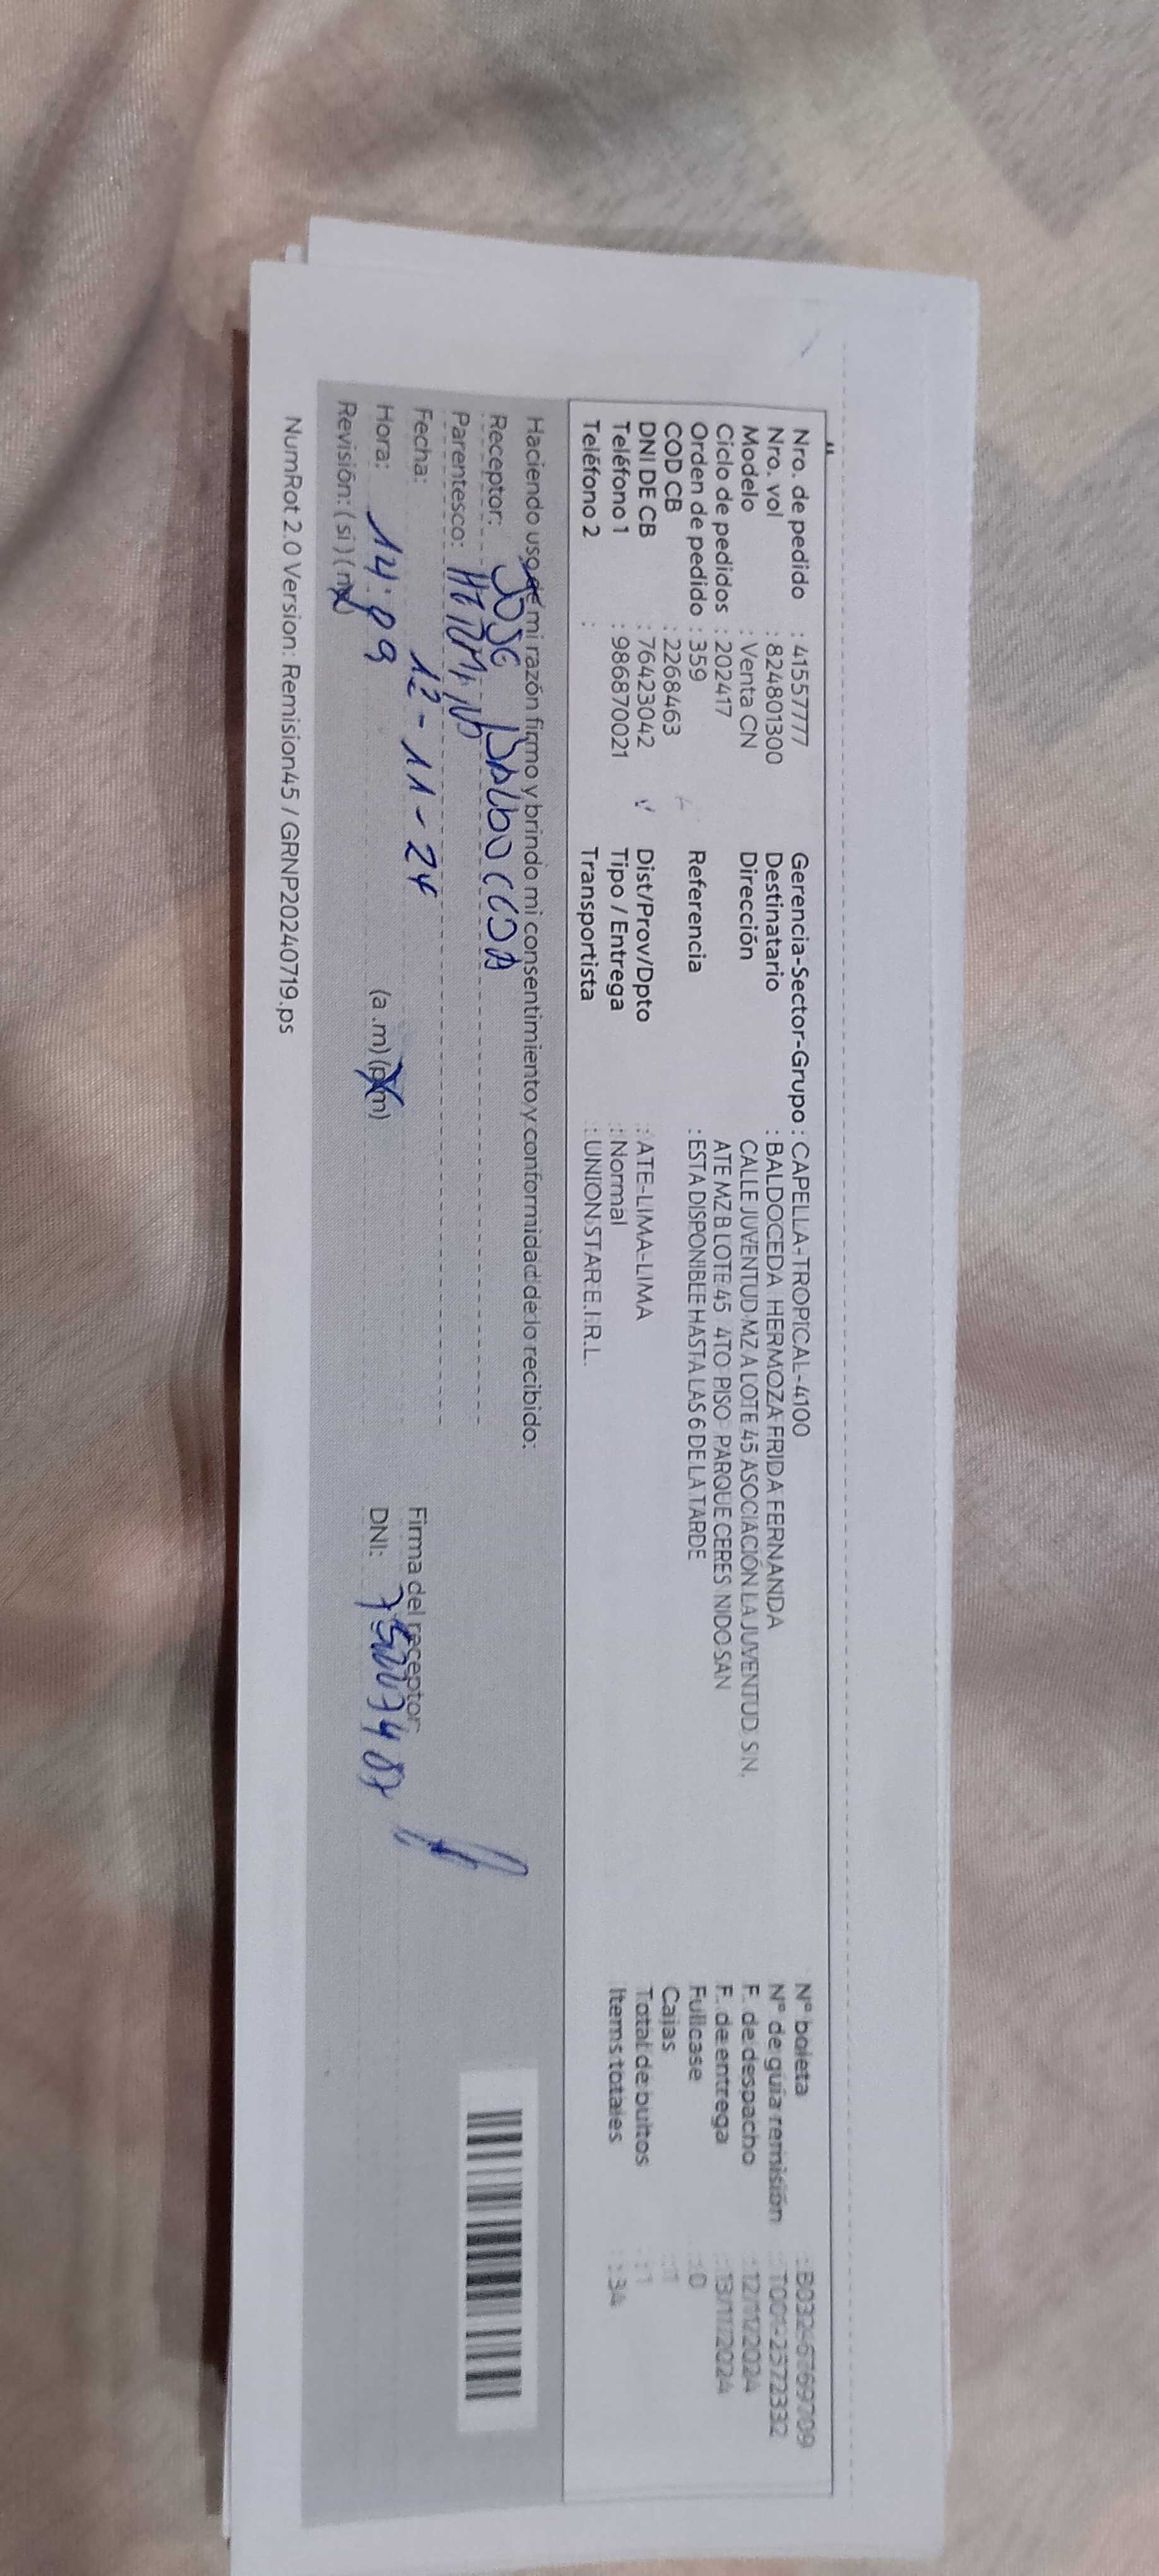 Nro. de pedido : 41557777
Nro. vol : 824801300
Modelo : Venta CN
Ciclo de pedidos : 202417
Orden de pedido : 359
COD CB : 2268463
DNI DE CB : 76423042
Teléfono 1 : 986870021
Teléfono 2 :
Gerencia-Sector-Grupo : CAPELLA-TROPICAL-4100
Destinatario : BALDOCEDA HERMOZA FRIDA FERNANDA
Dirección CALLE JUVENTUD MZ A LOTE 45 ASOCIACIÓN LA JUVENTUD, SN,
ATE MZ B LOTE 45 4TO PISO PARQUE CERES NIDO SAN
Referencia : ESTA DISPONIBLE HASTA LAS 6 DE LA TARDE
Dist/Prov/Dpto : ATE-LIMA-LIMA
Tipo / Entrega : Normal
Transportista : UNION STAR E.I.R.L.
N° boleta
N° de guía remisión : T001-2572332
F. de despacho : 12/11/2024
F. de entrega : 13/11/2024
Fullcase : 0
Cajas : 1
Total de bultos : 1
Items totales : 34
Haciendo uso de mi razón firmo y brindo mi consentimiento y conformidad de lo recibido:
Receptor: Jose
Parentesco:
Fecha: 12-11-24
Hora: 14:09 (a.m) (p.m)
Revisión: (si) (no)
Firma del receptor
DNI:
NumRot 2.0 Version: Remision45 / GRNP20240719.ps